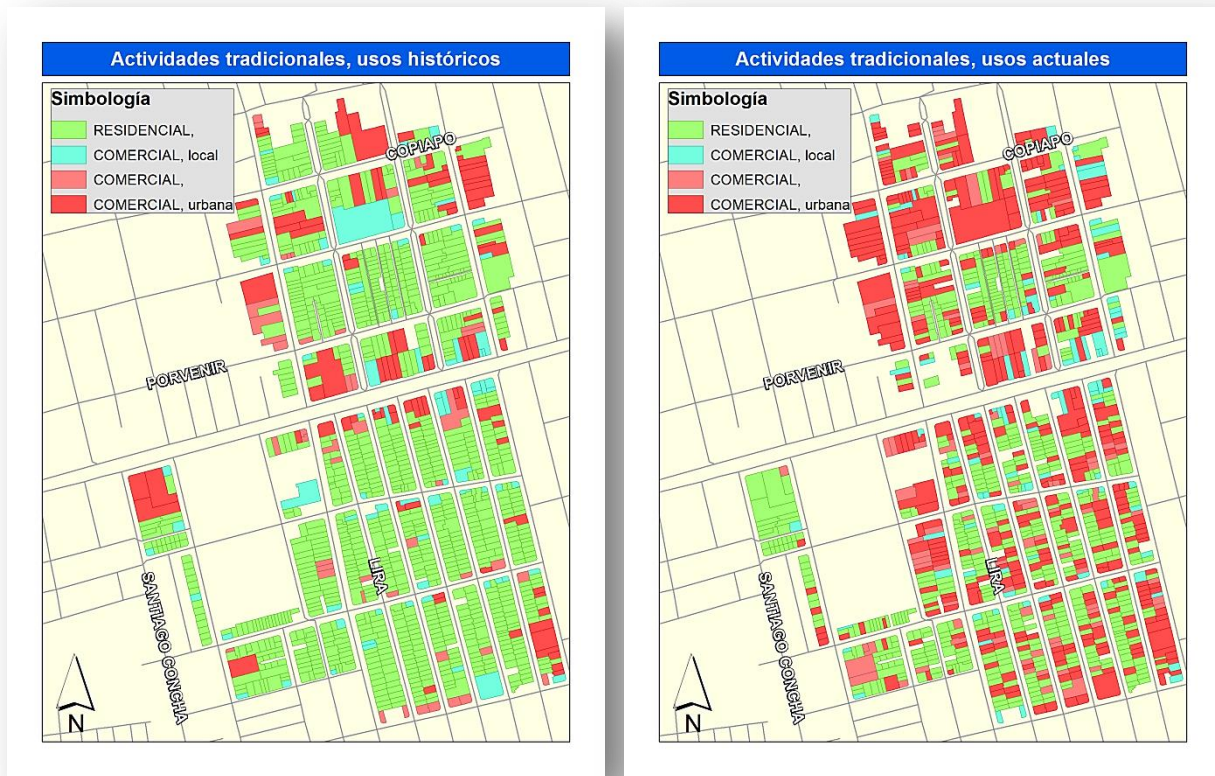 Actividades tradicionales, usos históricos
Simbología
RESIDENCIAL,
COMERCIAL, local
COMERCIAL,
COMERCIAL, urbana
COPIAPO
PORVENIR
LIRA
SANTIAGO CONCHA
N
Actividades tradicionales, usos actuales
Simbología
RESIDENCIAL,
COMERCIAL, local
COMERCIAL,
COMERCIAL, urbana
COPIAPO
PORVENIR
LIRA
SANTIAGO CONCHA
N